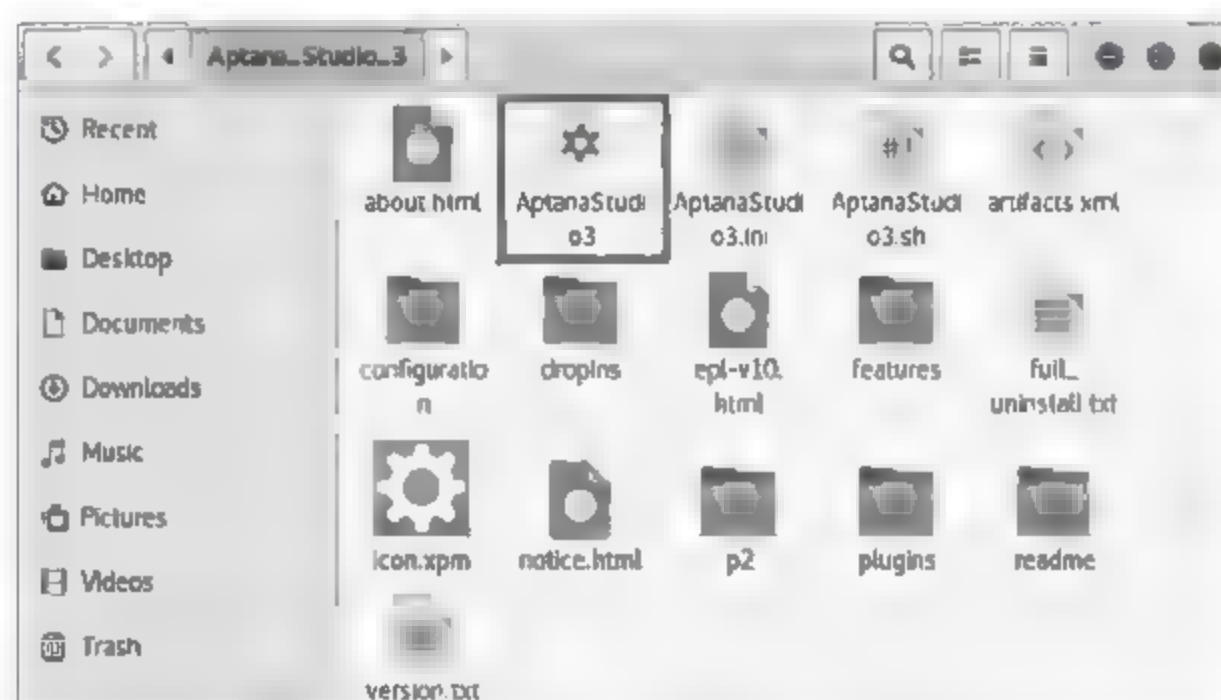 Aptana_Studio_3
Recent
Home
Desktop
Documents
Downloads
Music
Pictures
Videos
Trash
about.html
AptanaStudi
o3
AptanaStudi
o3.ini
#!
AptanaStudi
o3.sh
< >
artifacts.xml
configuratio
n
dropins
epl-v10.
html
features
full_
uninstall.txt
icon.xpm
notice.html
p2
plugins
readme
version.txt